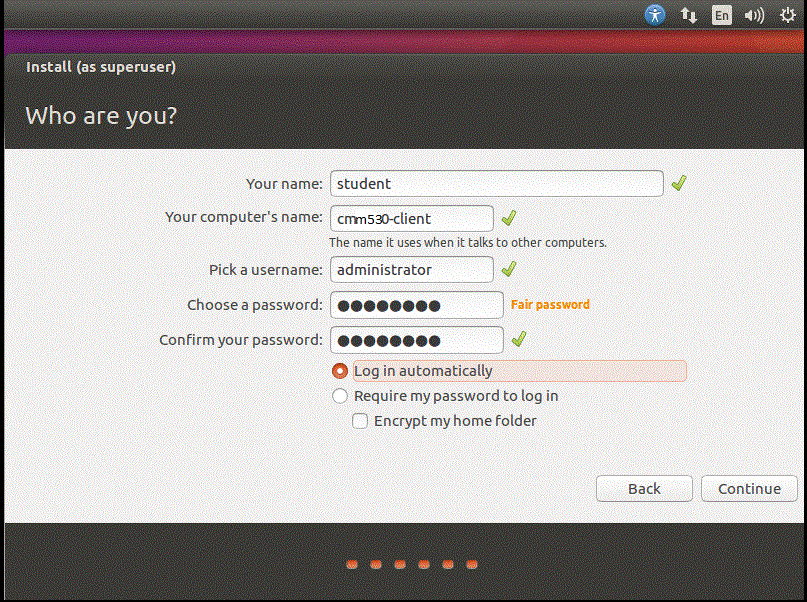 En
Install (as superuser)
Who are you?
Your name: student
Your computer's name: cmm530-client
The name it uses when it talks to other computers.
Pick a username: administrator
Choose a password: ●●●●●●●● Fair password
Confirm your password: ●●●●●●●●
Log in automatically
Require my password to log in
Encrypt my home folder
Back Continue